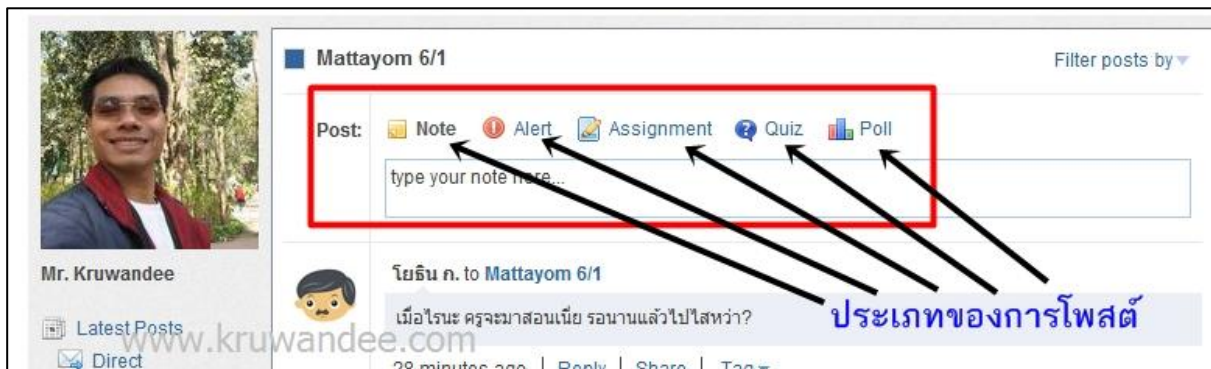 Mattayom 6/1
Filter posts by
Post: Note Alert Assignment Quiz Poll
type your note here...
Mr. Kruwandee
โยธิน ก. to Mattayom 6/1
เมื่อไรนะ ครูจะมาสอนเนี่ย รอนานแล้วไปไสหว่า?
ประเภทของการโพสต์
Latest Posts
www.kruwandee.com
Direct
28 minutes ago | Reply | Share | Tag